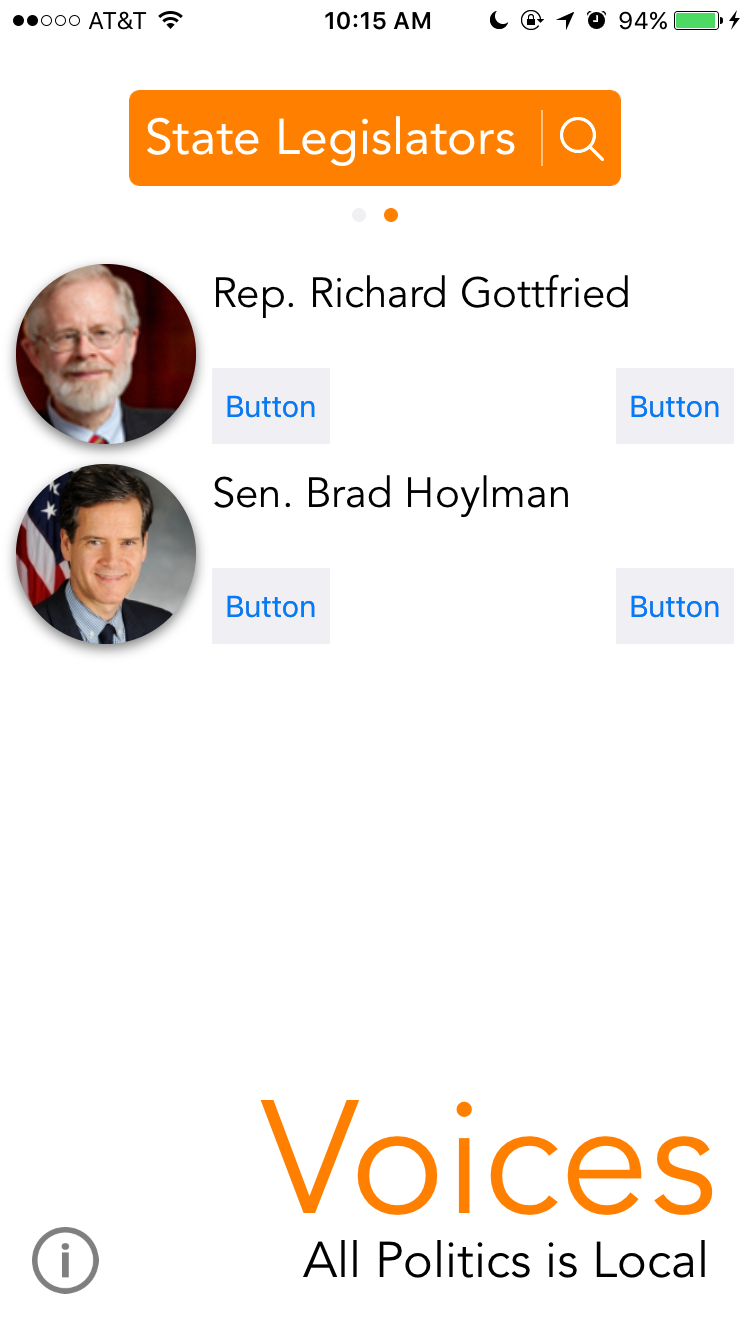 AT&T 10:15 AM 94%
State Legislators
Rep. Richard Gottfried
Button Button
Sen. Brad Hoylman
Button Button
Voices
All Politics is Local